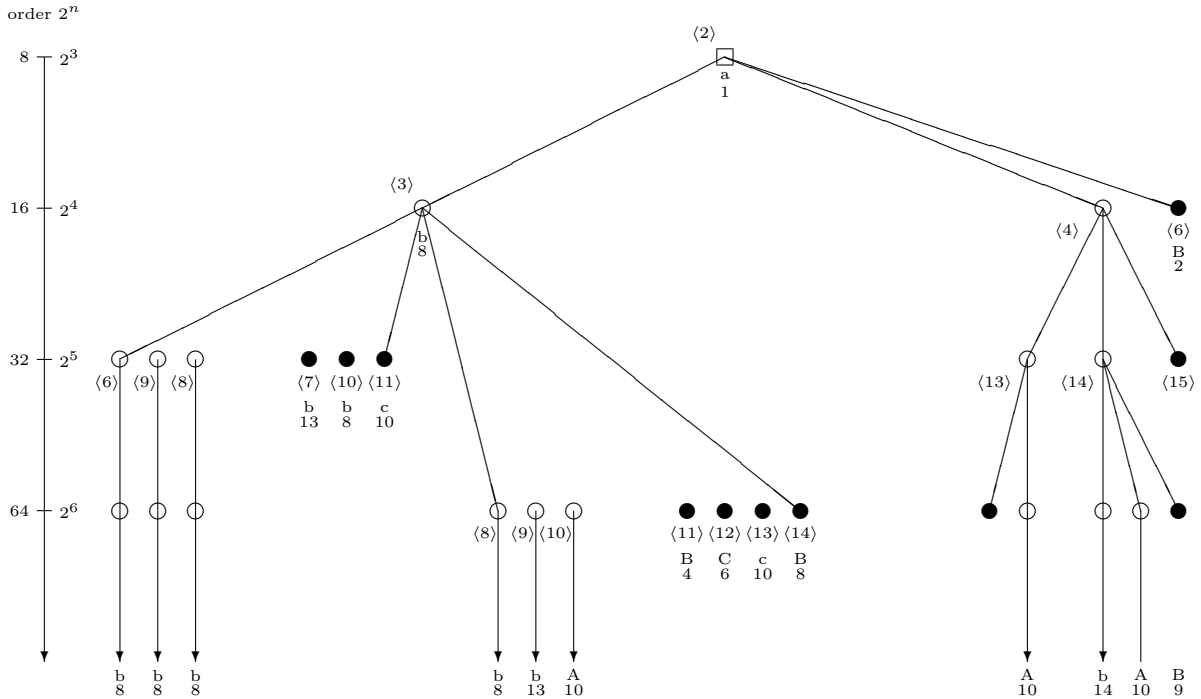 order 2^n
⟨2⟩
8 2^3
a
1
⟨3⟩
16 2^4
⟨4⟩ ⟨6⟩
b B
8 2
32 2^5
⟨6⟩ ⟨9⟩ ⟨8⟩ ⟨7⟩ ⟨10⟩ ⟨11⟩ ⟨13⟩ ⟨14⟩ ⟨15⟩
b b c
13 8 10
64 2^6
⟨8⟩ ⟨9⟩ ⟨10⟩ ⟨11⟩ ⟨12⟩ ⟨13⟩ ⟨14⟩
B C c B
4 6 10 8
b b b b b A A b A B
8 8 8 8 13 10 10 14 10 9